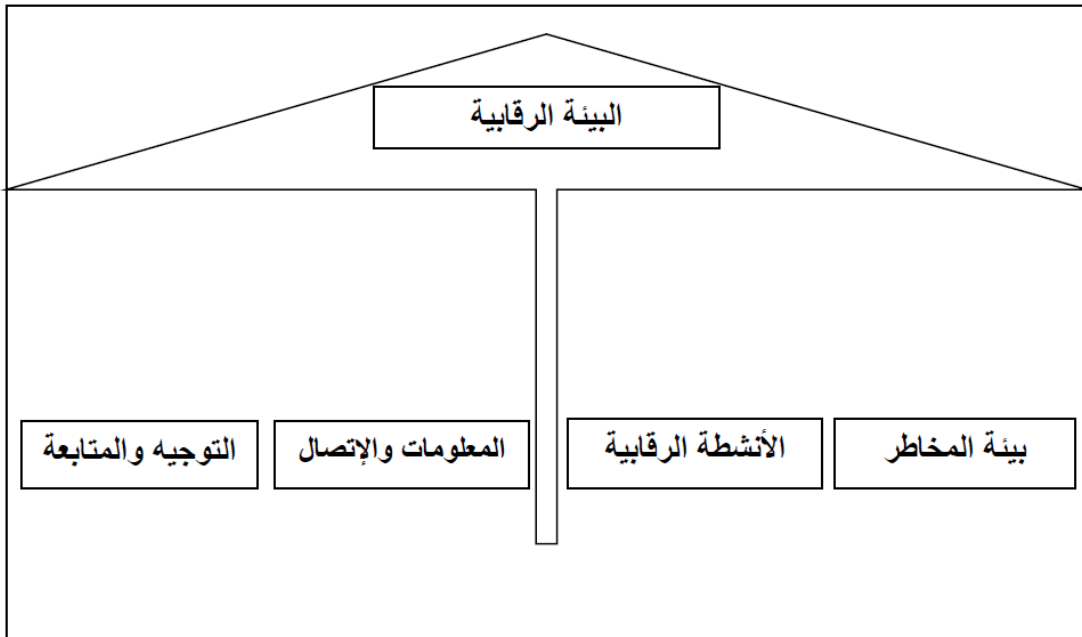 البيئة الرقابية
بيئة المخاطر
الأنشطة الرقابية
المعلومات والإتصال
التوجيه والمتابعة